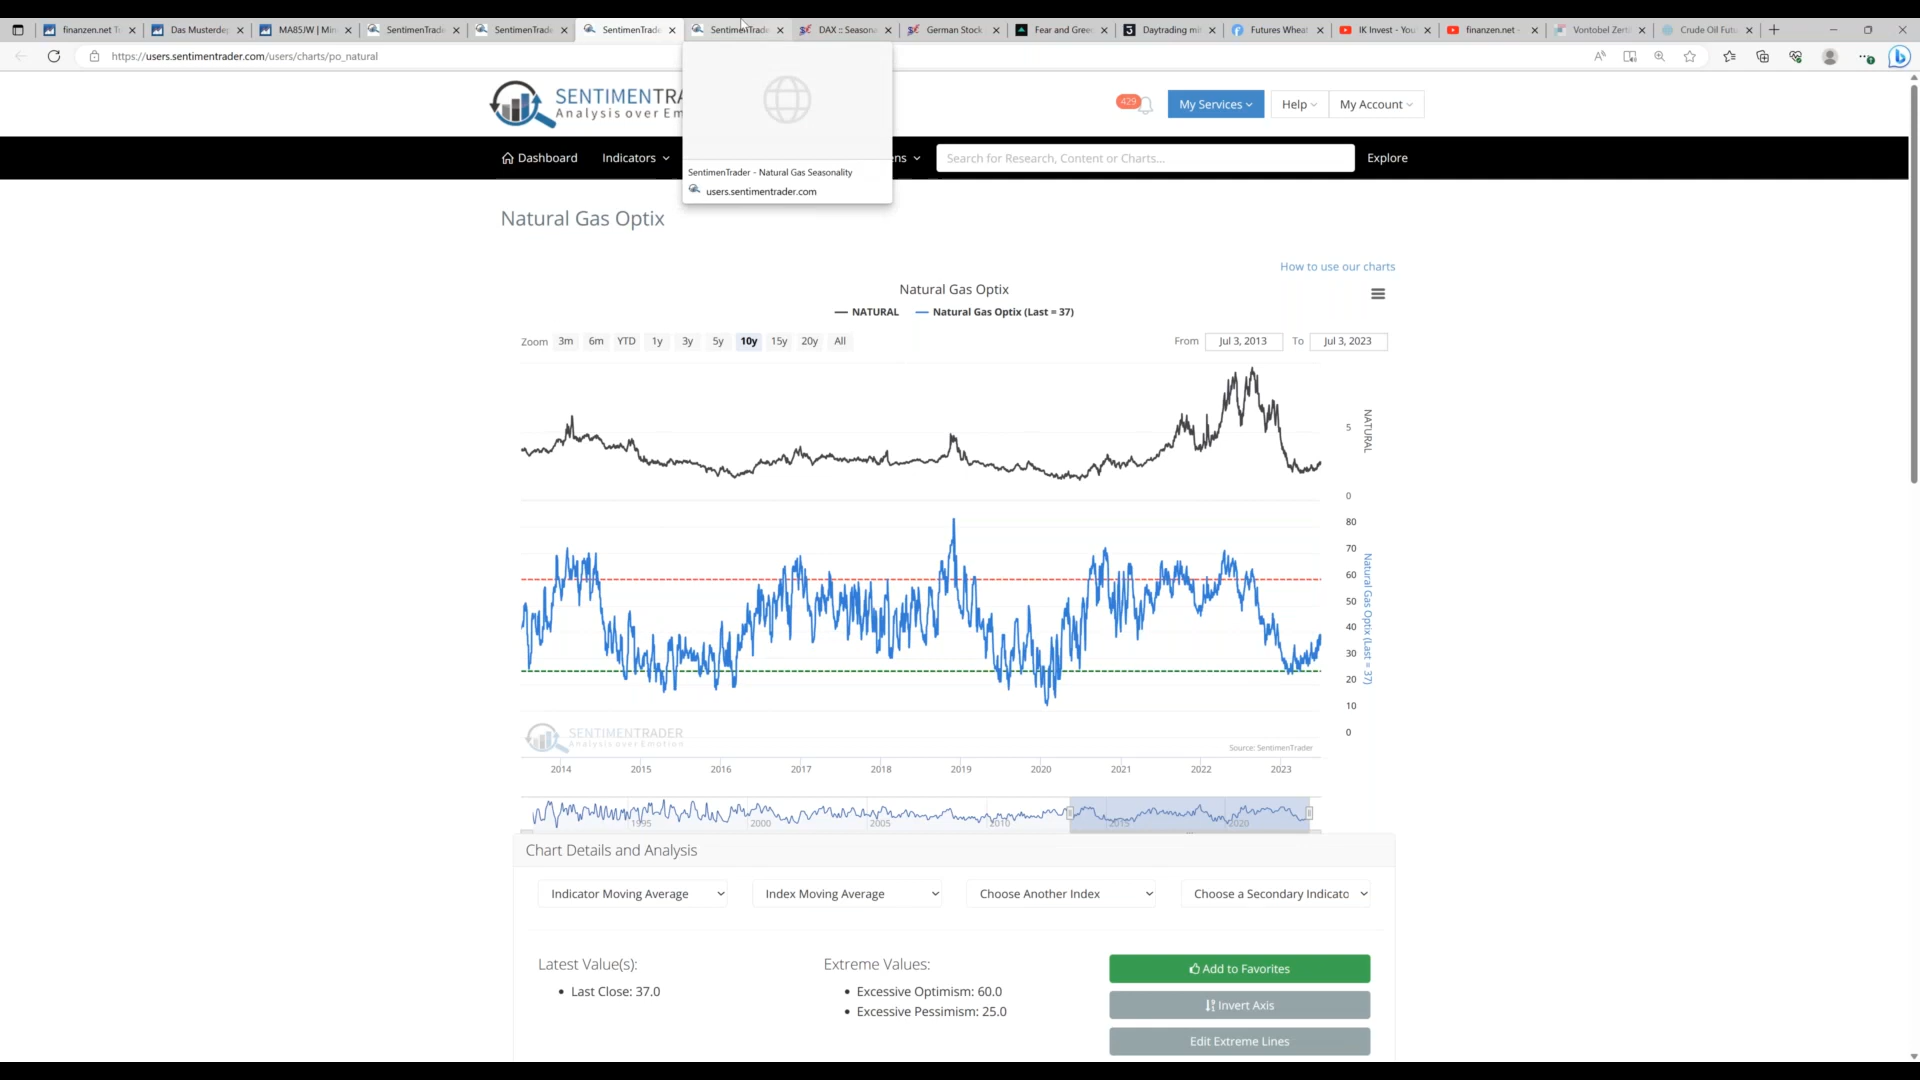 finanzen.net T
Das Musterdep
MA85JW | Min
SentimenTrade
SentimenTrade
SentimenTrade
SentimenTrade
DAX :: Season
German Stock
Fear and Gree
Daytrading mi
Futures Whea
IK Invest - You
finanzen.net -
Vontobel Zerti
Crude Oil Futu
https://users.sentimentrader.com/users/charts/po_natural
SENTIMENTRA
Analysis over Em
429
My Services
Help
My Account
SentimenTrader - Natural Gas Seasonality
users.sentimentrader.com
Dashboard
Indicators
ens
Search for Research, Content or Charts...
Explore
Natural Gas Optix
How to use our charts
Natural Gas Optix
NATURAL
Natural Gas Optix (Last = 37)
Zoom 3m 6m YTD 1y 3y 5y 10y 15y 20y All
From Jul 3, 2013 To Jul 3, 2023
5
0
NATURAL
80
70
60
50
40
30
20
10
0
Natural Gas Optix (Last = 37)
SENTIMENTRADER
Analysis over Emotion
Source: SentimenTrader
2014 2015 2016 2017 2018 2019 2020 2021 2022 2023
1995 2000 2005 2010 2015 2020
Chart Details and Analysis
Indicator Moving Average
Index Moving Average
Choose Another Index
Choose a Secondary Indicato
Latest Value(s):
Last Close: 37.0
Extreme Values:
Excessive Optimism: 60.0
Excessive Pessimism: 25.0
Add to Favorites
Invert Axis
Edit Extreme Lines